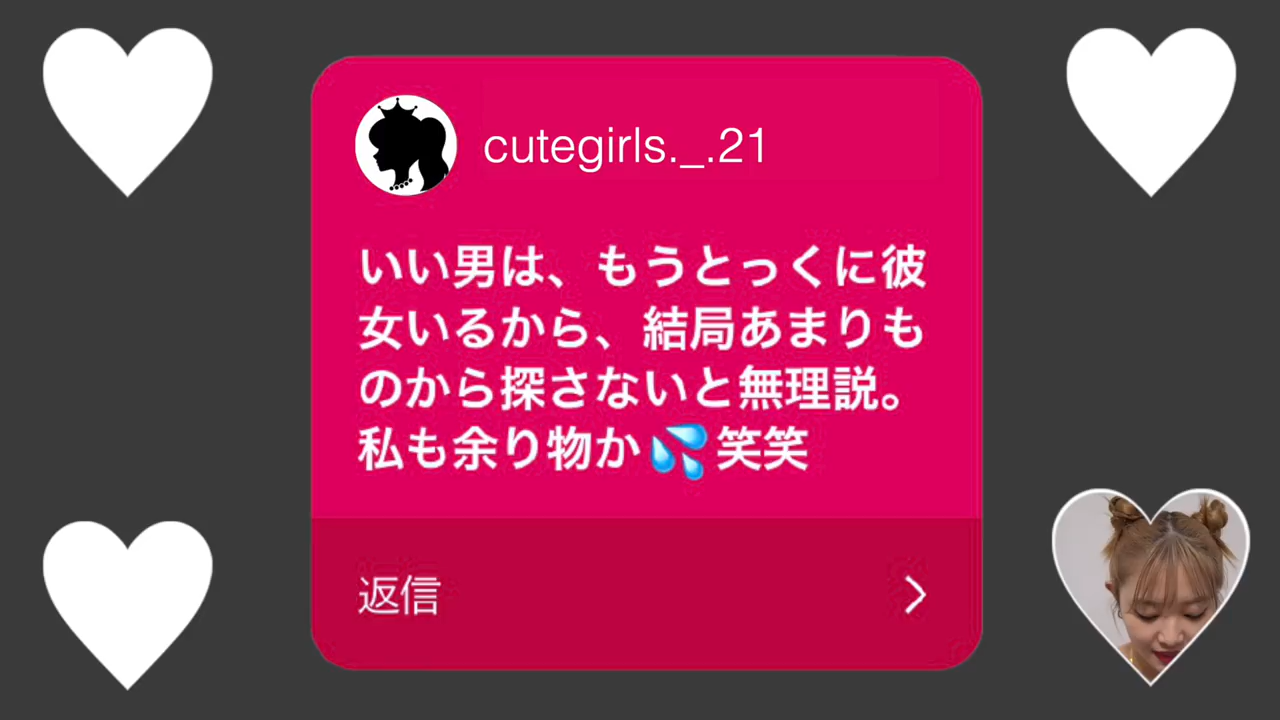 cutegirls._.21
いい男は、もうとっくに彼
女いるから、結局あまりも
のから探さないと無理説。
私も余り物か💦笑笑
返信